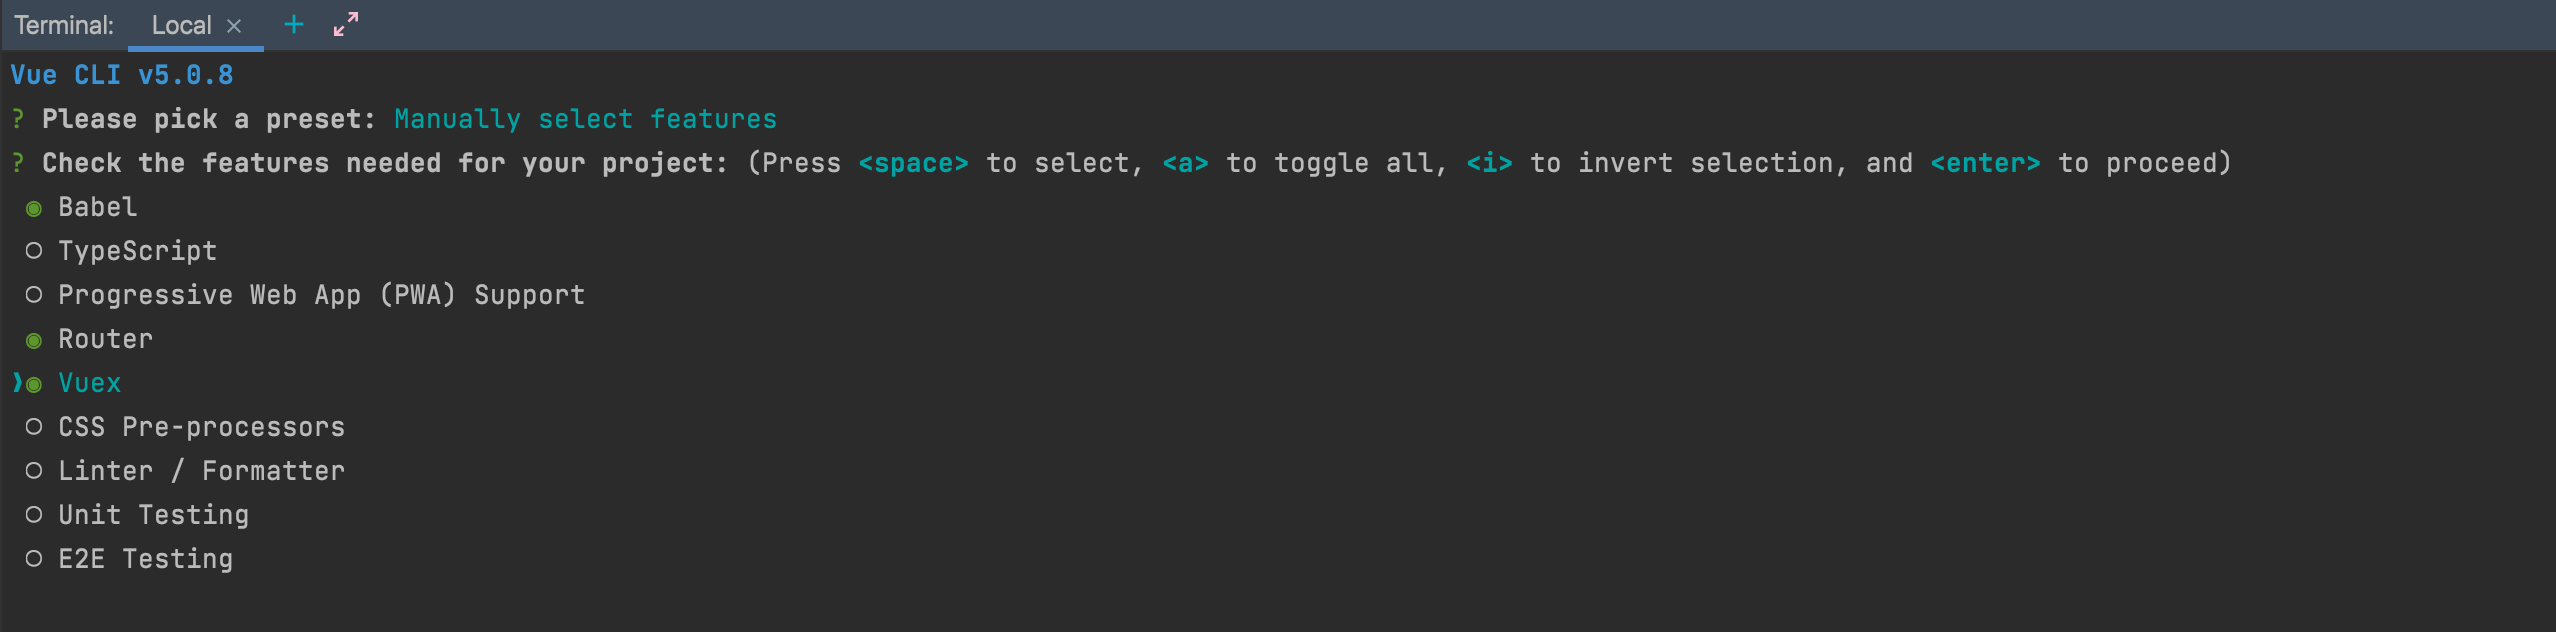 Terminal: Local
Vue CLI v5.0.8
? Please pick a preset: Manually select features
? Check the features needed for your project: (Press <space> to select, <a> to toggle all, <i> to invert selection, and <enter> to proceed)
◉ Babel
◯ TypeScript
◯ Progressive Web App (PWA) Support
◉ Router
❯◉ Vuex
◯ CSS Pre-processors
◯ Linter / Formatter
◯ Unit Testing
◯ E2E Testing